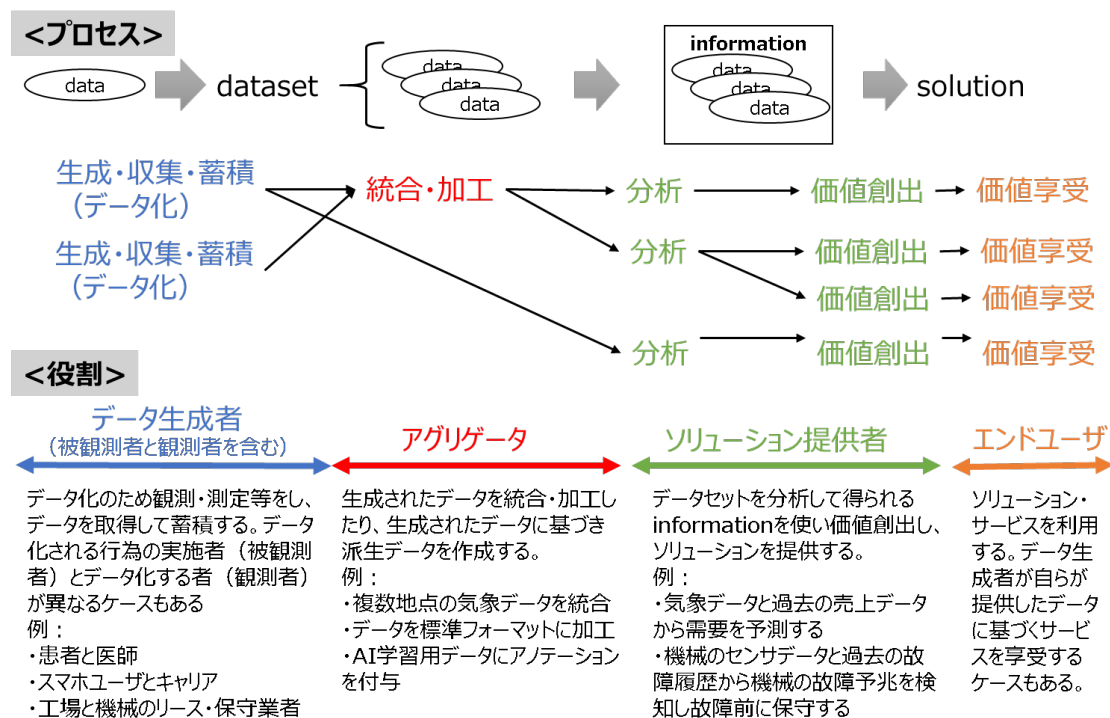 <プロセス>
data
dataset
data
data
data
information
data
data
data
solution
生成・収集・蓄積
（データ化）
生成・収集・蓄積
（データ化）
統合・加工
分析
価値創出
価値享受
分析
価値創出
価値享受
価値創出
価値享受
分析
価値創出
価値享受
<役割>
データ生成者
（被観測者と観測者を含む）
データ化のため観測・測定等をし、
データを取得して蓄積する。データ
化される行為の実施者（被観測
者）とデータ化する者（観測者）
が異なるケースもある
例：
・患者と医師
・スマホユーザとキャリア
・工場と機械のリース・保守業者
アグリゲータ
生成されたデータを統合・加工し
たり、生成されたデータに基づき
派生データを作成する。
例：
・複数地点の気象データを統合
・データを標準フォーマットに加工
・AI学習用データにアノテーション
を付与
ソリューション提供者
データセットを分析して得られる
informationを使い価値創出し、
ソリューションを提供する。
例：
・気象データと過去の売上データ
から需要を予測する
・機械のセンサデータと過去の故
障履歴から機械の故障予兆を検
知し故障前に保守する
エンドユーザ
ソリューション・
サービスを利用
する。データ生
成者が自らが
提供したデータ
に基づくサービ
スを享受する
ケースもある。